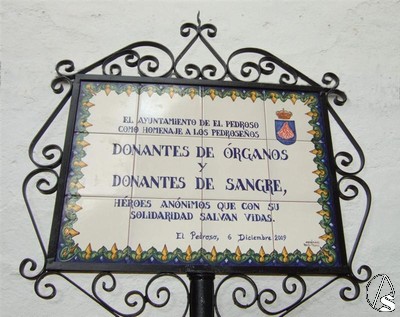 EL AYUNTAMIENTO DE EL PEDROSO
COMO HOMENAJE A LOS PEDROSEÑOS
DONANTES DE ÓRGANOS
Y
DONANTES DE SANGRE,
HÉROES ANÓNIMOS QUE CON SU
SOLIDARIDAD SALVAN VIDAS.
El Pedroso, 6 Diciembre 2019